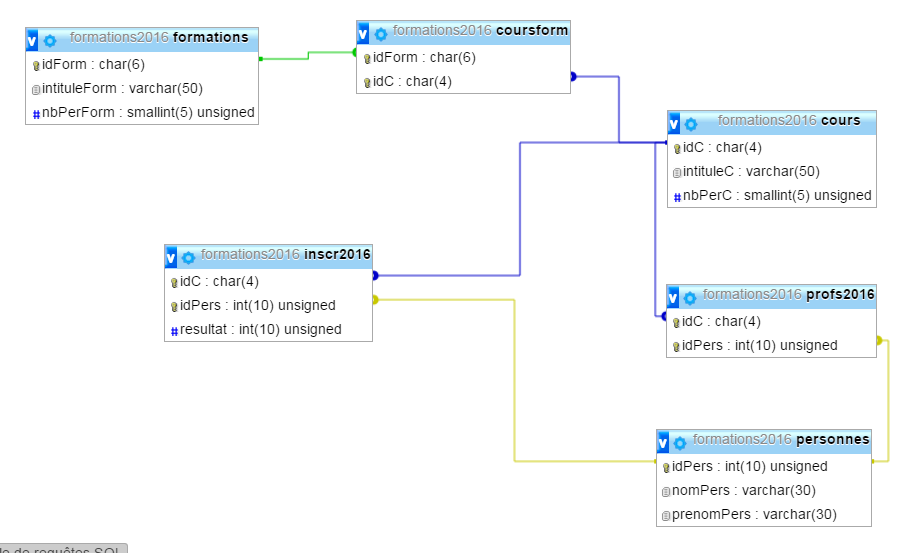 formations2016 formations
idForm : char(6)
intituleForm : varchar(50)
nbPerForm : smallint(5) unsigned
formations2016 coursform
idForm : char(6)
idC : char(4)
formations2016 cours
idC : char(4)
intituleC : varchar(50)
nbPerC : smallint(5) unsigned
formations2016 inscr2016
idC : char(4)
idPers : int(10) unsigned
resultat : int(10) unsigned
formations2016 profs2016
idC : char(4)
idPers : int(10) unsigned
formations2016 personnes
idPers : int(10) unsigned
nomPers : varchar(30)
prenomPers : varchar(30)
de requêtes SQL